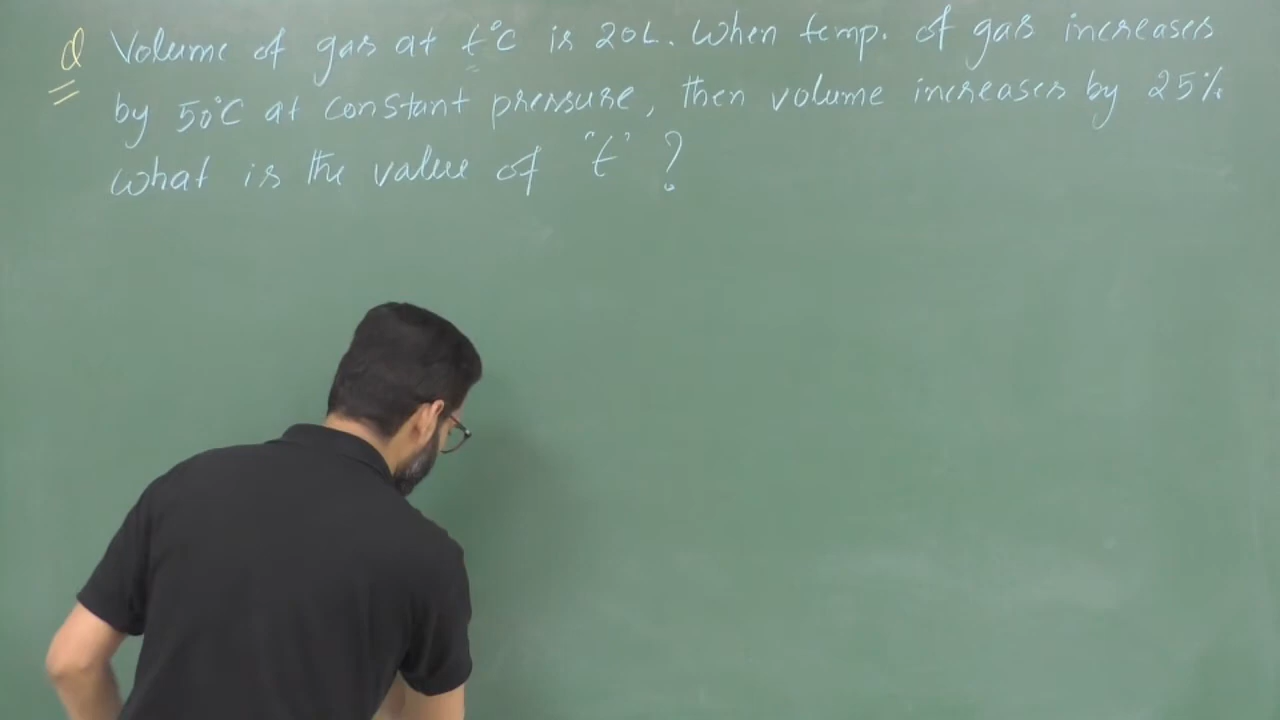 Q Volume of gas at t°C is 20L. When temp. of gas increases
by 50°C at constant pressure, then volume increases by 25%
what is the value of "t" ?